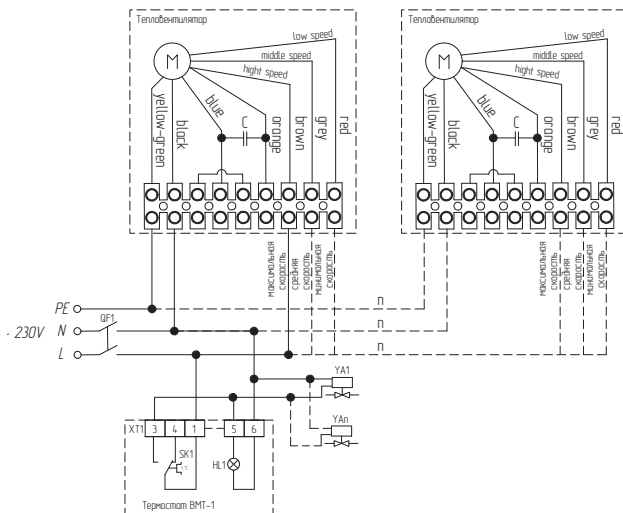 Тепловентилятор
M
low speed
middle speed
hight speed
yellow-green
black
blue
C
orange
brown
grey
red
максимальная
скорость
средняя
скорость
минимальная
скорость
Тепловентилятор
M
low speed
middle speed
hight speed
yellow-green
black
blue
C
orange
brown
grey
red
максимальная
скорость
средняя
скорость
минимальная
скорость
PE
n
~ 230V N QF1
n
L
n
YA1
YAn
XT1 3 4 1 5 6
SK1
t°
HL1
Термостат BMT-1